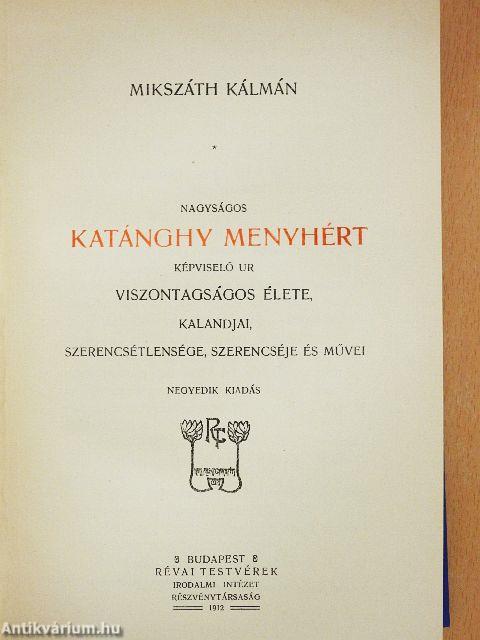 MIKSZÁTH KÁLMÁN
*
NAGYSÁGOS
KATÁNGHY MENYHÉRT
KÉPVISELŐ UR
VISZONTAGSÁGOS ÉLETE,
KALANDJAI,
SZERENCSÉTLENSÉGE, SZERENCSÉJE ÉS MŰVEI
NEGYEDIK KIADÁS
BUDAPEST
RÉVAI TESTVÉREK
IRODALMI INTÉZET
RÉSZVÉNYTÁRSASÁG
1912
Antikvárium.hu